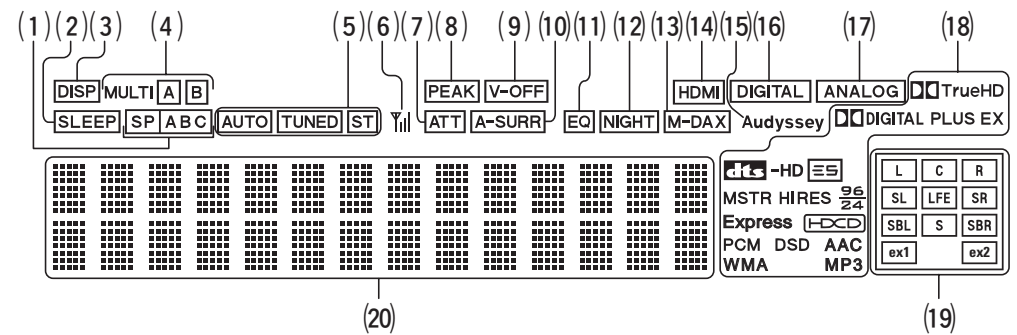 (1) (2) (3) (4) (5) (6) (7) (8) (9) (10) (11) (12) (13) (14) (15) (16) (17) (18)
DISP MULTI A B PEAK V-OFF HDMI DIGITAL ANALOG TrueHD
SLEEP SP A B C AUTO TUNED ST ATT A-SURR EQ NIGHT M-DAX Audyssey DIGITAL PLUS EX
dts -HD ES
MSTR HIRES 96/24
Express HDCD
PCM DSD AAC
WMA MP3
L C R
SL LFE SR
SBL S SBR
ex1 ex2
(20) (19)